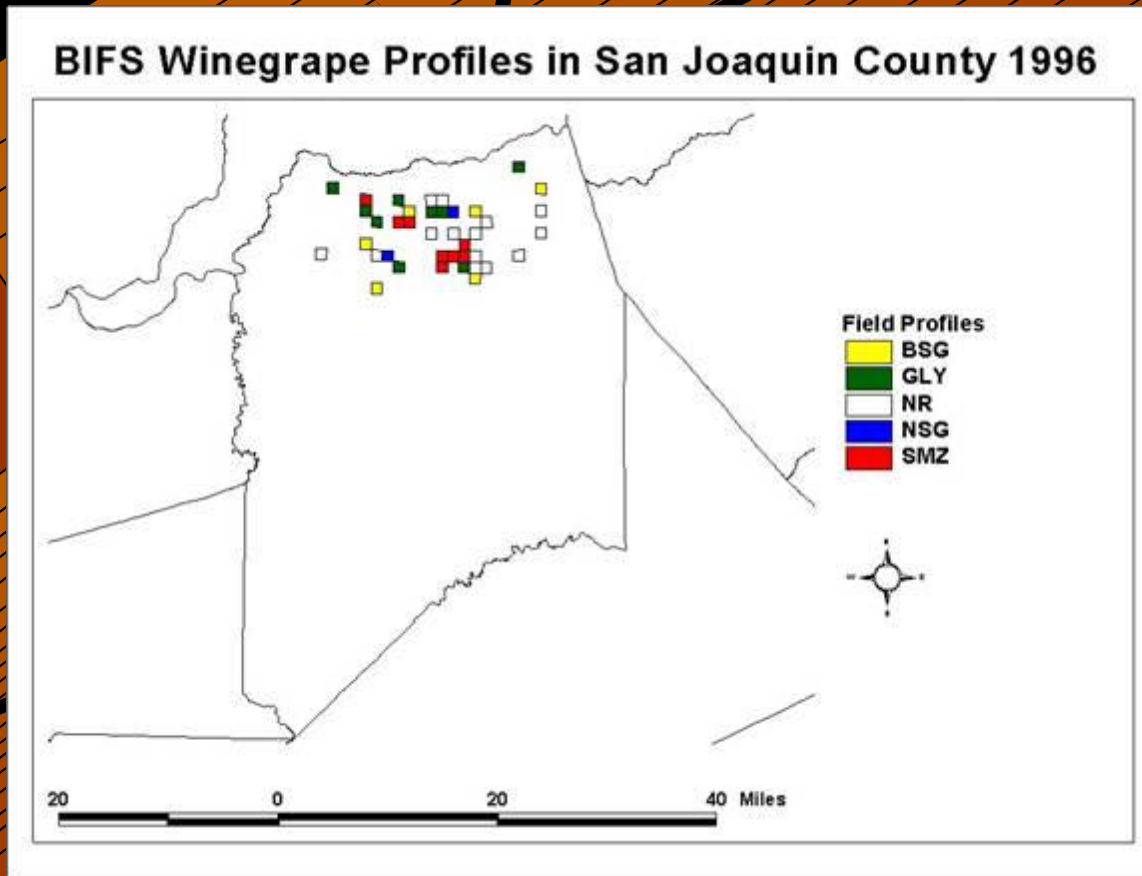 BIFS Winegrape Profiles in San Joaquin County 1996
Field Profiles
BSG
GLY
NR
NSG
SMZ
20 0 20 40 Miles